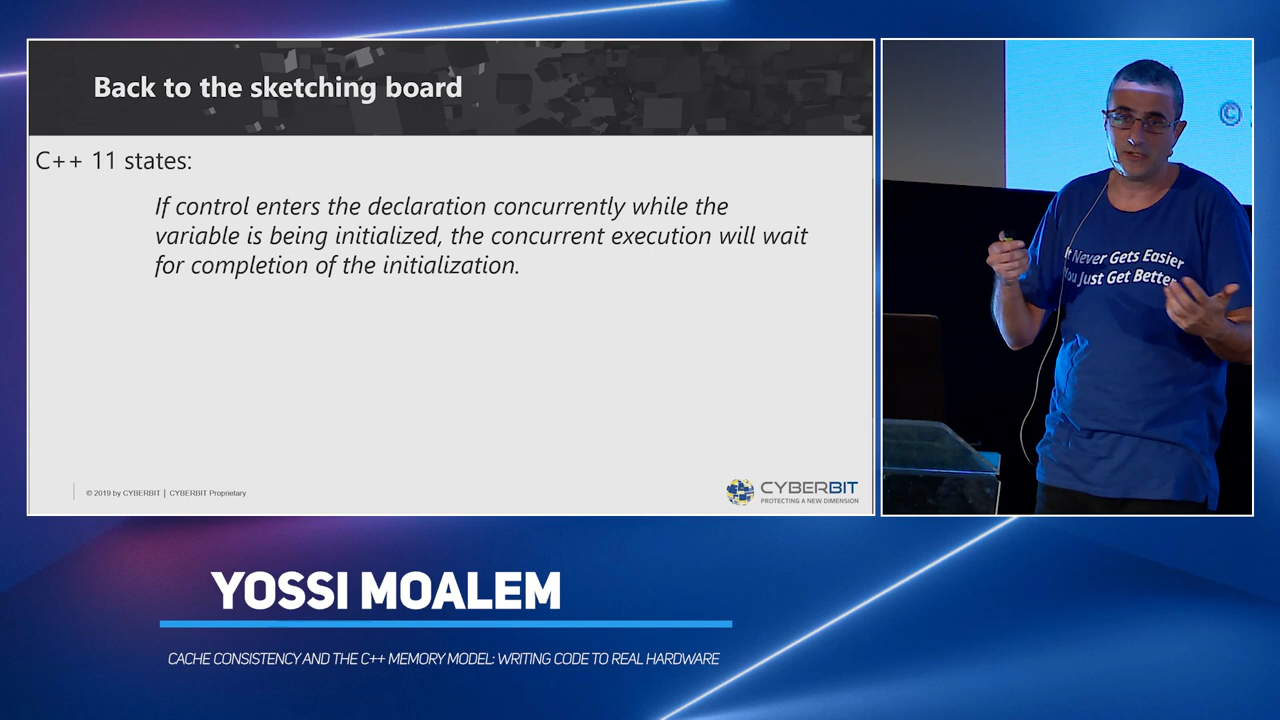 Back to the sketching board
C++ 11 states:
If control enters the declaration concurrently while the
variable is being initialized, the concurrent execution will wait
for completion of the initialization.
© 2019 by CYBERBIT | CYBERBIT Proprietary
CYBERBIT
PROTECTING A NEW DIMENSION
©
It Never Gets Easier
You Just Get Better
YOSSI MOALEM
CACHE CONSISTENCY AND THE C++ MEMORY MODEL: WRITING CODE TO REAL HARDWARE